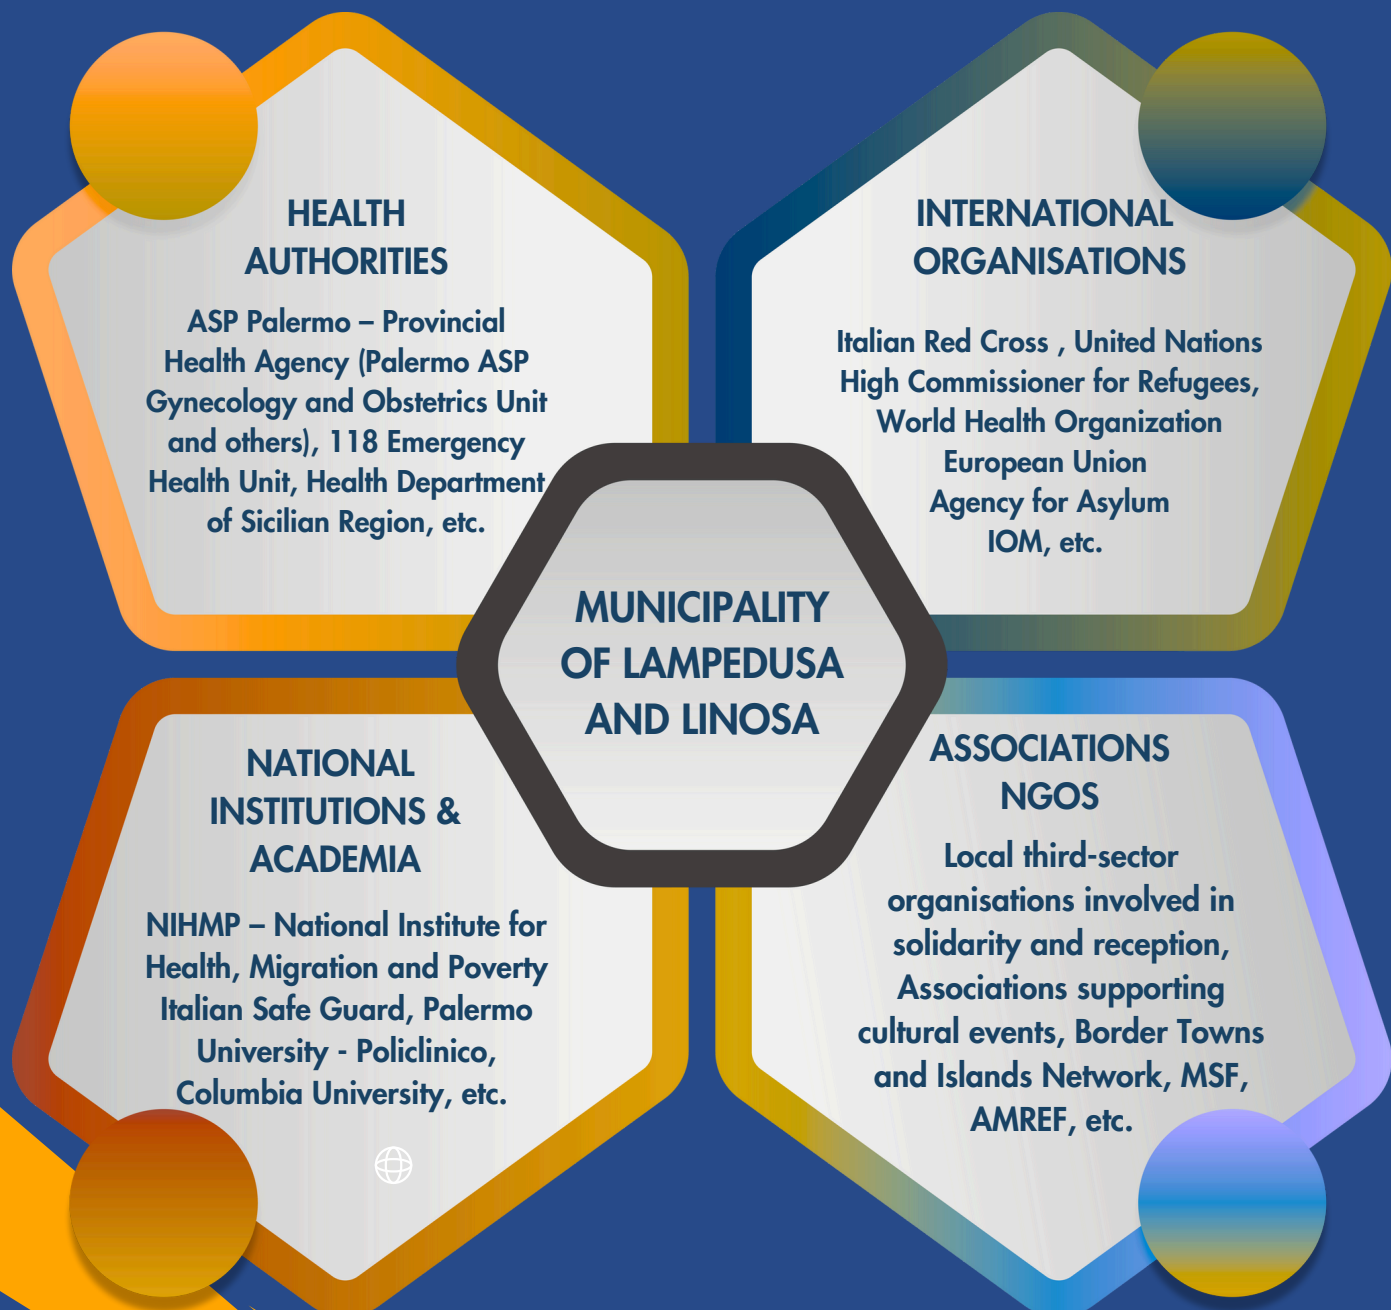 HEALTH
AUTHORITIES
ASP Palermo – Provincial
Health Agency (Palermo ASP
Gynecology and Obstetrics Unit
and others), 118 Emergency
Health Unit, Health Department
of Sicilian Region, etc.
INTERNATIONAL
ORGANISATIONS
Italian Red Cross , United Nations
High Commissioner for Refugees,
World Health Organization
European Union
Agency for Asylum
IOM, etc.
MUNICIPALITY
OF LAMPEDUSA
AND LINOSA
NATIONAL
INSTITUTIONS &
ACADEMIA
NIHMP – National Institute for
Health, Migration and Poverty
Italian Safe Guard, Palermo
University - Policlinico,
Columbia University, etc.
ASSOCIATIONS
NGOS
Local third-sector
organisations involved in
solidarity and reception,
Associations supporting
cultural events, Border Towns
and Islands Network, MSF,
AMREF, etc.